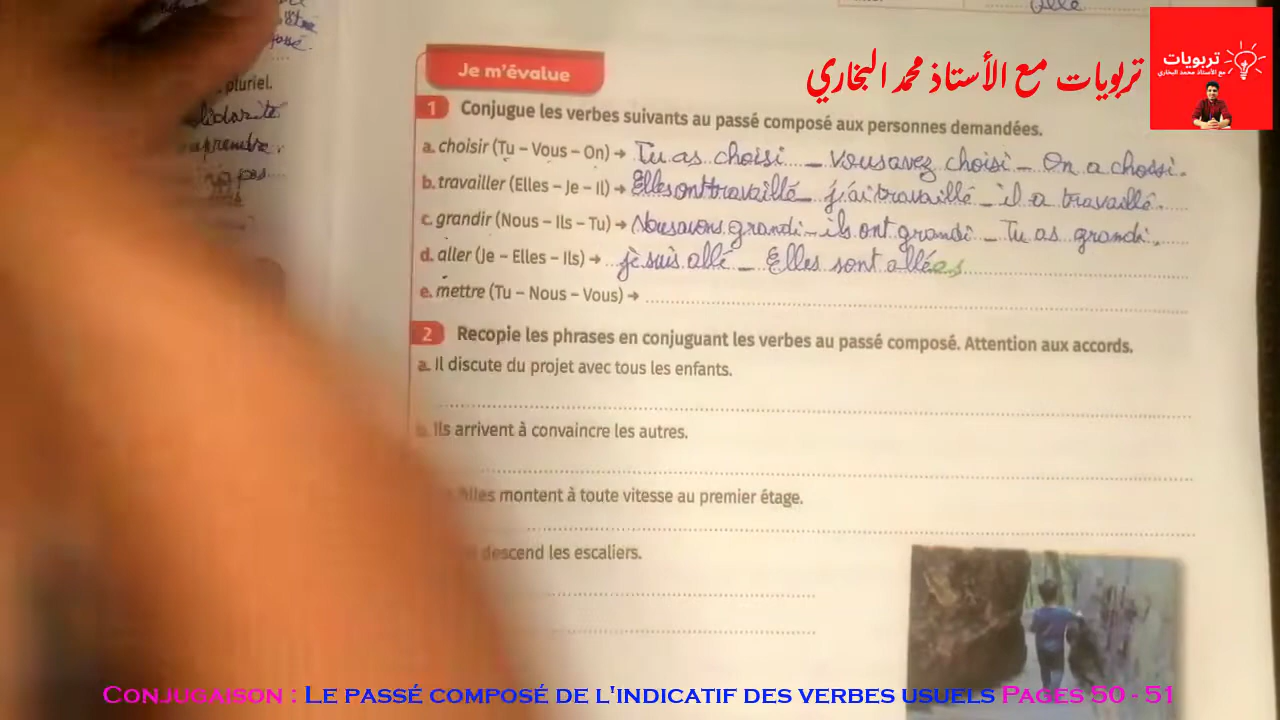 تربويات مع الأستاذ محمد البخاري
تربويات
مع الأستاذ محمد البخاري
pluriel.
Je m'évalue
1 Conjugue les verbes suivants au passé composé aux personnes demandées.
a. choisir (Tu – Vous – On) → Tu as choisi – Vous avez choisi – On a choisi.
b. travailler (Elles – Je – Il) → Elles ont travaillé – j'ai travaillé – il a travaillé.
c. grandir (Nous – Ils – Tu) → Nous avons grandi – ils ont grandi – Tu as grandi.
d. aller (Je – Elles – Ils) → je suis allé – Elles sont allées
e. mettre (Tu – Nous – Vous) →
2 Recopie les phrases en conjuguant les verbes au passé composé. Attention aux accords.
a. Il discute du projet avec tous les enfants.
b. Ils arrivent à convaincre les autres.
montent à toute vitesse au premier étage.
descend les escaliers.
Conjugaison : Le passé composé de l'indicatif des verbes usuels Pages 50 - 51